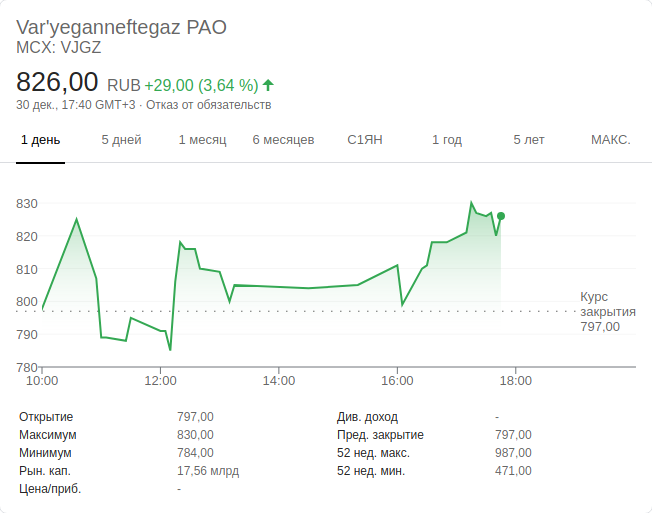 Var'yeganneftegaz PAO
MCX: VJGZ
826,00 RUB +29,00 (3,64 %) ↑
30 дек., 17:40 GMT+3 · Отказ от обязательств
1 день 5 дней 1 месяц 6 месяцев С1ЯН 1 год 5 лет МАКС.
830
820
810
800
790
780
Курс
закрытия
797,00
10:00 12:00 14:00 16:00 18:00
Открытие 797,00 Див. доход -
Максимум 830,00 Пред. закрытие 797,00
Минимум 784,00 52 нед. макс. 987,00
Рын. кап. 17,56 млрд 52 нед. мин. 471,00
Цена/приб. -